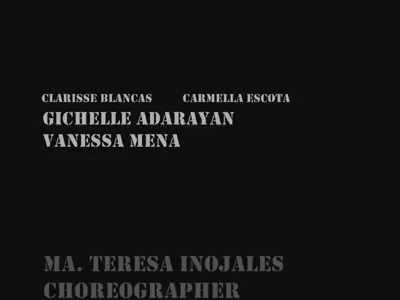 CLARISSE BLANCAS CARMELLA ESCOTA
GICHELLE ADARAYAN
VANESSA MENA
MA. TERESA INOJALES
CHOREOGRAPHER